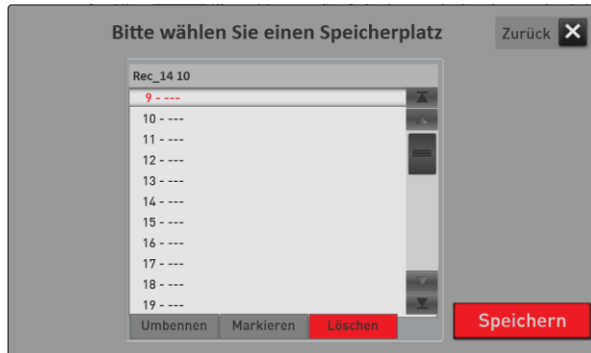 Bitte wählen Sie einen Speicherplatz
Zurück
Rec_14 10
9 - ---
10 - ---
11 - ---
12 - ---
13 - ---
14 - ---
15 - ---
16 - ---
17 - ---
18 - ---
19 - ---
Umbennen Markieren Löschen
Speichern